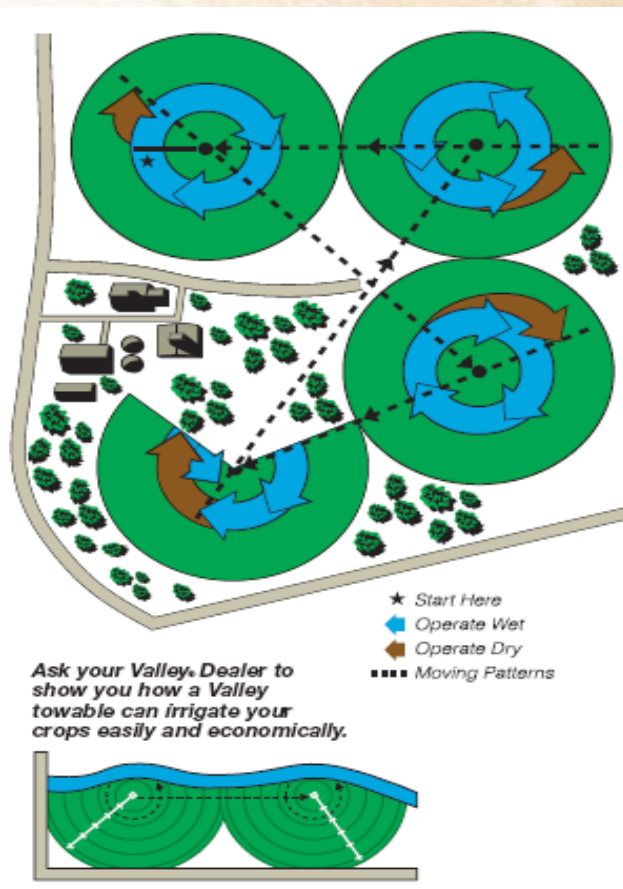 ★ Start Here
Operate Wet
Operate Dry
Moving Patterns
Ask your Valley® Dealer to
show you how a Valley
towable can irrigate your
crops easily and economically.